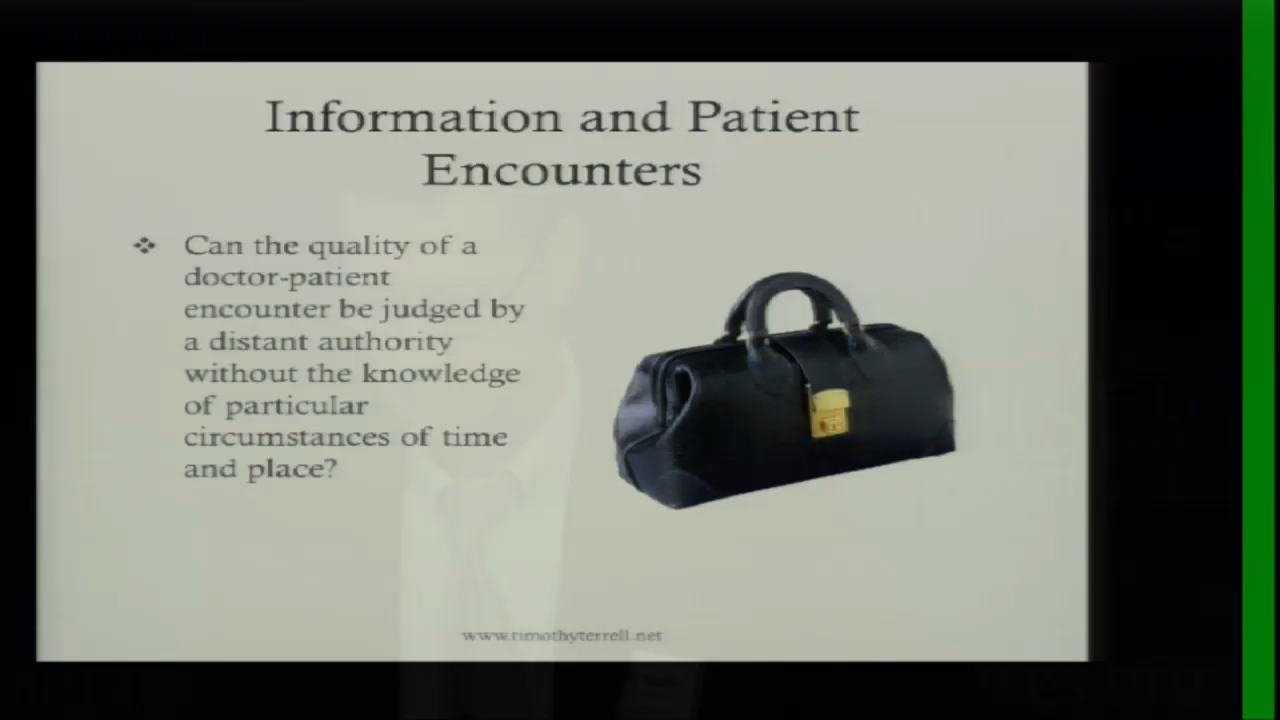 Information and Patient
Encounters
Can the quality of a
doctor-patient
encounter be judged by
a distant authority
without the knowledge
of particular
circumstances of time
and place?
www.timothyterrell.net